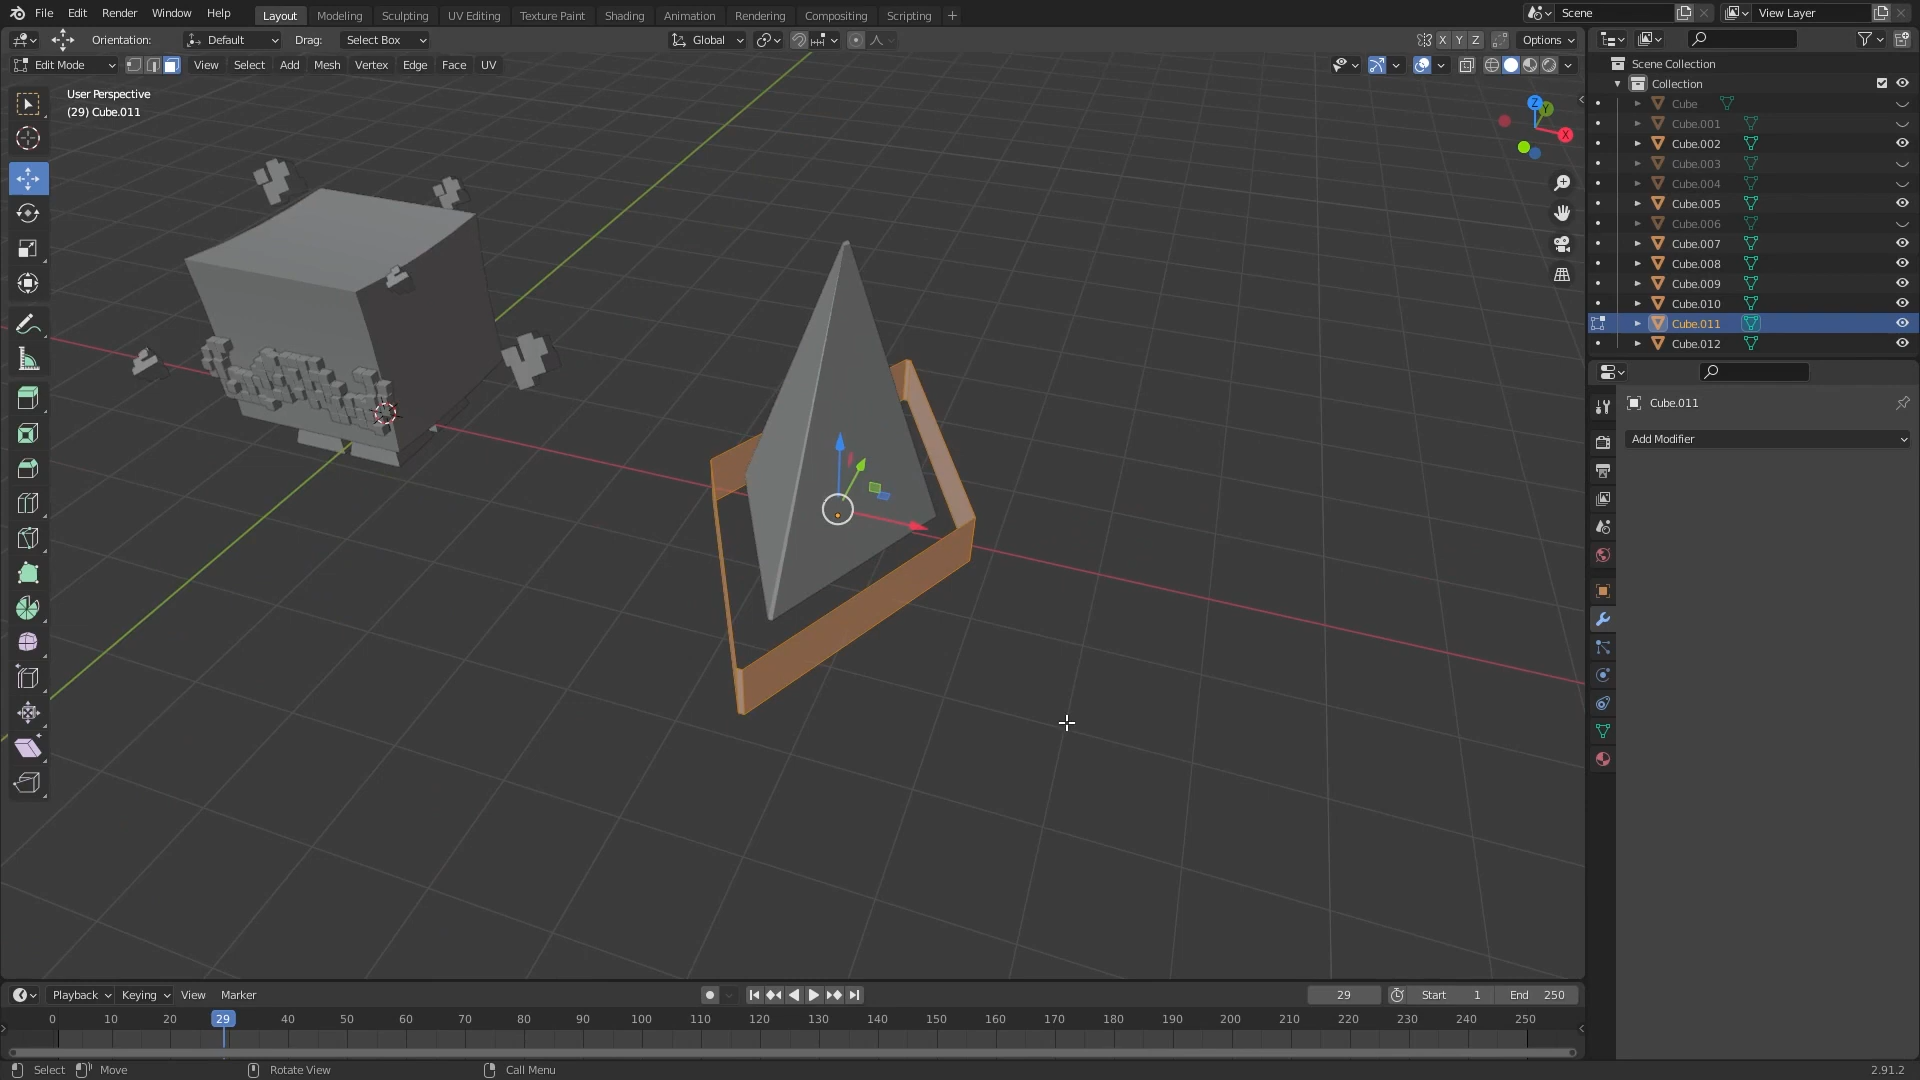 File Edit Render Window Help Layout Modeling Sculpting UV Editing Texture Paint Shading Animation Rendering Compositing Scripting + Scene View Layer
Orientation: Default Drag: Select Box Global X Y Z Options
Edit Mode View Select Add Mesh Vertex Edge Face UV
User Perspective
(29) Cube.011
Z Y X
Scene Collection
Collection
Cube
Cube.001
Cube.002
Cube.003
Cube.004
Cube.005
Cube.006
Cube.007
Cube.008
Cube.009
Cube.010
Cube.011
Cube.012
Cube.011
Add Modifier
Playback Keying View Marker 29 Start 1 End 250
0 10 20 29 40 50 60 70 80 90 100 110 120 130 140 150 160 170 180 190 200 210 220 230 240 250
Select Move Rotate View Call Menu 2.91.2